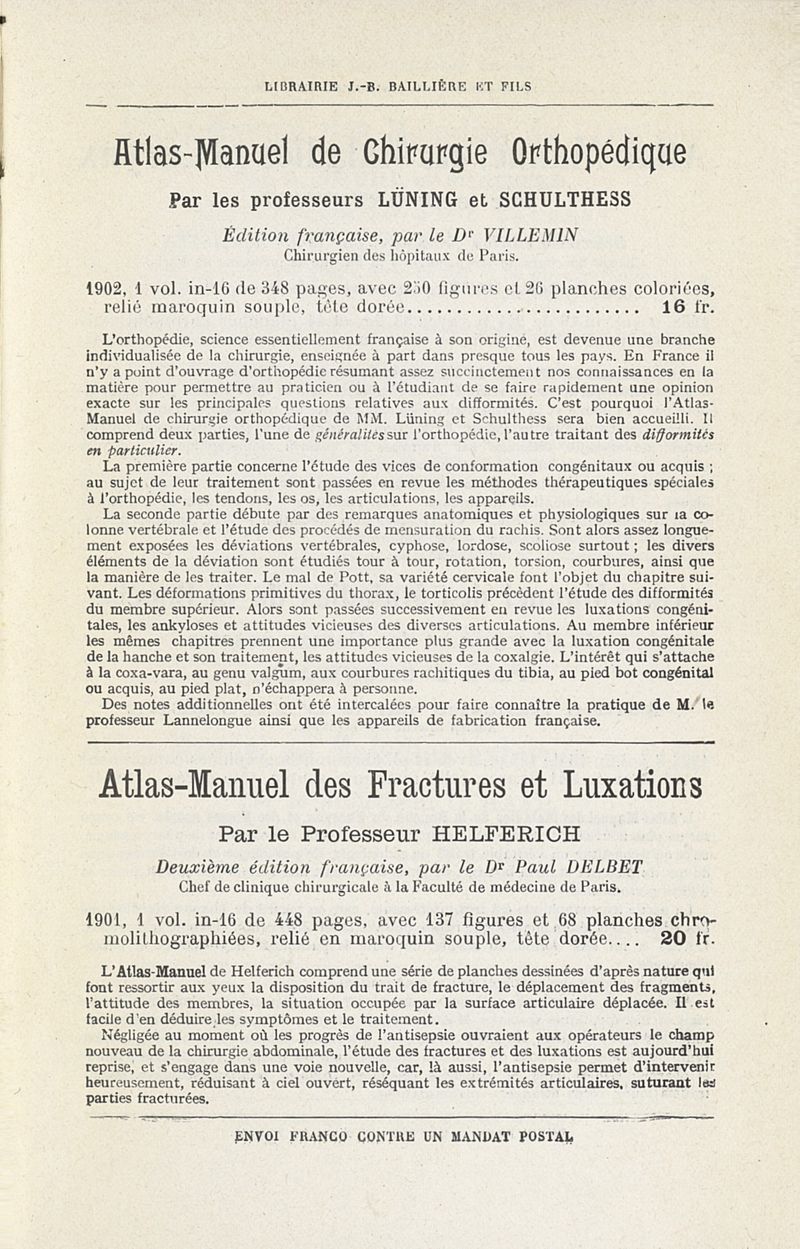 LIBRAIRIE J.-B. BAILLIÈRE ET FILS
Atlas-Manuel de Chirurgie Orthopédique
Par les professeurs LÜNING et SCHULTHESS
Édition française, par le Dr VILLEMIN
Chirurgien des hôpitaux de Paris.
1902, 1 vol. in-16 de 348 pages, avec 250 figures et 26 planches coloriées,
relié maroquin souple, tête dorée........................ 16 fr.
L'orthopédie, science essentiellement française à son origine, est devenue une branche
individualisée de la chirurgie, enseignée à part dans presque tous les pays. En France il
n'y a point d'ouvrage d'orthopédie résumant assez succinctement nos connaissances en la
matière pour permettre au praticien ou à l'étudiant de se faire rapidement une opinion
exacte sur les principales questions relatives aux difformités. C'est pourquoi l'Atlas-
Manuel de chirurgie orthopédique de MM. Lüning et Schulthess sera bien accueilli. Il
comprend deux parties, l'une de généralités sur l'orthopédie, l'autre traitant des difformités
en particulier.
La première partie concerne l'étude des vices de conformation congénitaux ou acquis ;
au sujet de leur traitement sont passées en revue les méthodes thérapeutiques spéciales
à l'orthopédie, les tendons, les os, les articulations, les appareils.
La seconde partie débute par des remarques anatomiques et physiologiques sur la co-
lonne vertébrale et l'étude des procédés de mensuration du rachis. Sont alors assez longue-
ment exposées les déviations vertébrales, cyphose, lordose, scoliose surtout ; les divers
éléments de la déviation sont étudiés tour à tour, rotation, torsion, courbures, ainsi que
la manière de les traiter. Le mal de Pott, sa variété cervicale font l'objet du chapitre sui-
vant. Les déformations primitives du thorax, le torticolis précèdent l'étude des difformités
du membre supérieur. Alors sont passées successivement en revue les luxations congéni-
tales, les ankyloses et attitudes vicieuses des diverses articulations. Au membre inférieur
les mêmes chapitres prennent une importance plus grande avec la luxation congénitale
de la hanche et son traitement, les attitudes vicieuses de la coxalgie. L'intérêt qui s'attache
à la coxa-vara, au genu valgum, aux courbures rachitiques du tibia, au pied bot congénital
ou acquis, au pied plat, n'échappera à personne.
Des notes additionnelles ont été intercalées pour faire connaître la pratique de M. le
professeur Lannelongue ainsi que les appareils de fabrication française.
Atlas-Manuel des Fractures et Luxations
Par le Professeur HELFERICH
Deuxième édition française, par le Dr Paul DELBET
Chef de clinique chirurgicale à la Faculté de médecine de Paris.
1901, 1 vol. in-16 de 448 pages, avec 137 figures et 68 planches chro-
molithographiées, relié en maroquin souple, tête dorée.... 20 fr.
L'Atlas-Manuel de Helferich comprend une série de planches dessinées d'après nature qui
font ressortir aux yeux la disposition du trait de fracture, le déplacement des fragments,
l'attitude des membres, la situation occupée par la surface articulaire déplacée. Il est
facile d'en déduire les symptômes et le traitement.
Négligée au moment où les progrès de l'antisepsie ouvraient aux opérateurs le champ
nouveau de la chirurgie abdominale, l'étude des fractures et des luxations est aujourd'hui
reprise, et s'engage dans une voie nouvelle, car, là aussi, l'antisepsie permet d'intervenir
heureusement, réduisant à ciel ouvert, réséquant les extrémités articulaires, suturant les
parties fracturées.
ENVOI FRANCO CONTRE UN MANDAT POSTAL